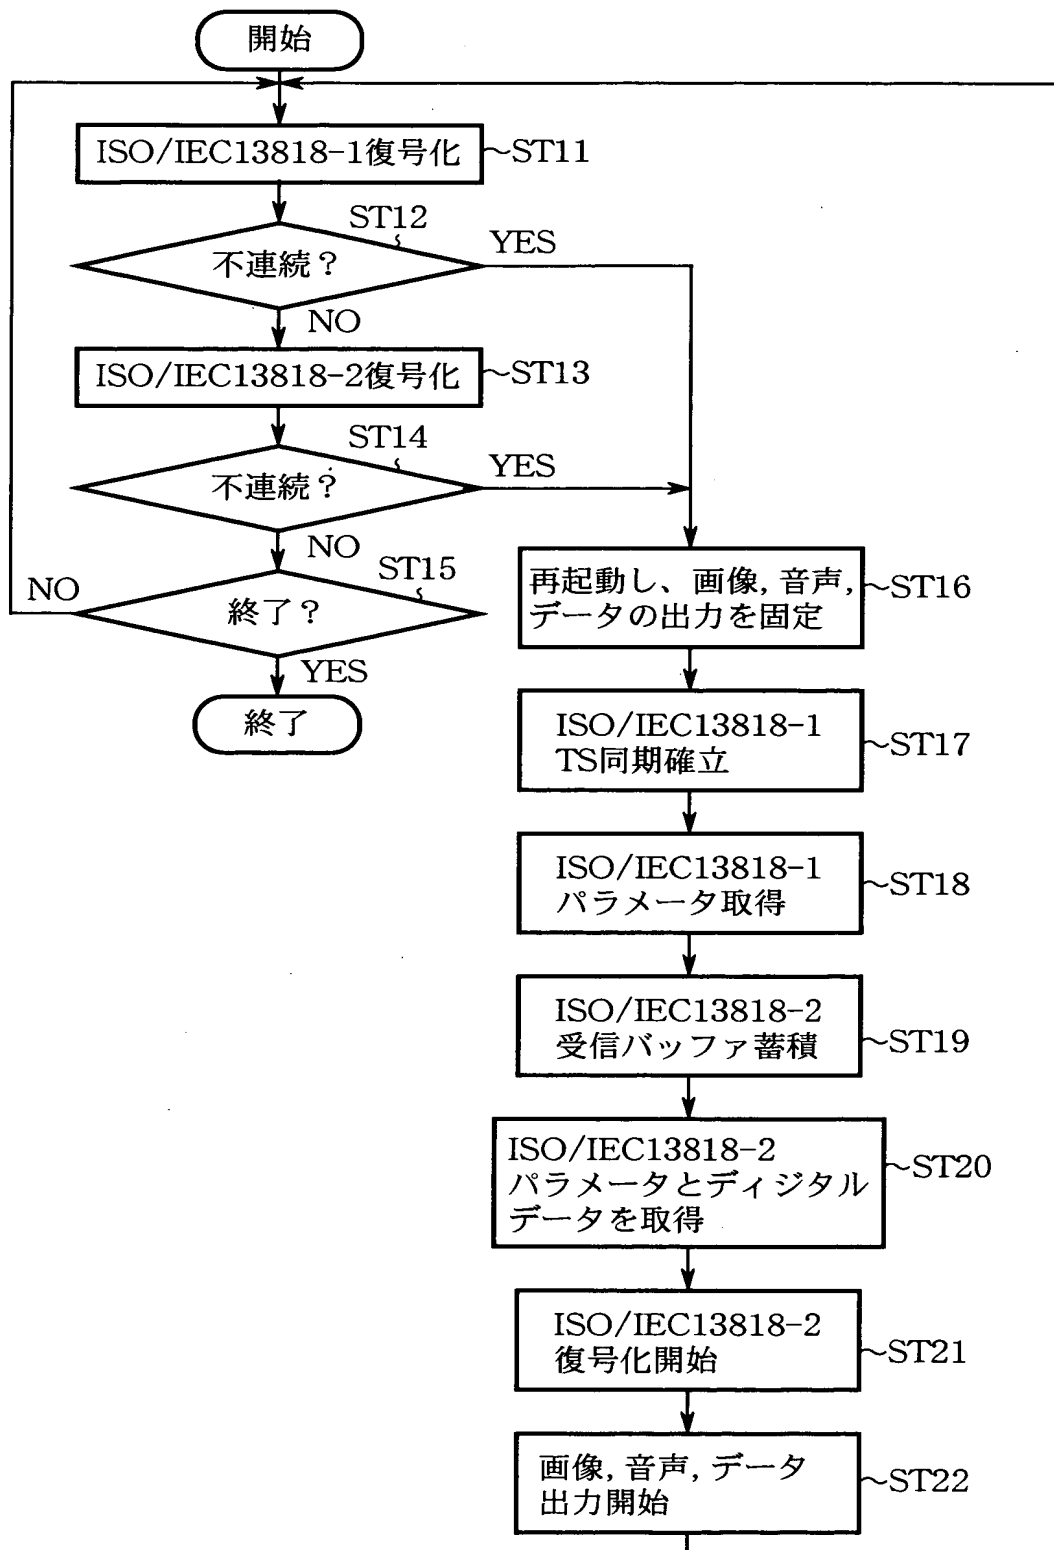 開始
ISO/IEC13818-1復号化 ~ST11
ST12
不連続?
YES
NO
ISO/IEC13818-2復号化 ~ST13
ST14
不連続?
YES
NO
ST15
終了?
NO
YES
終了
再起動し、画像,音声, ~ST16
データの出力を固定
ISO/IEC13818-1
TS同期確立
~ST17
ISO/IEC13818-1
パラメータ取得
~ST18
ISO/IEC13818-2
受信バッファ蓄積
~ST19
ISO/IEC13818-2
パラメータとディジタル
データを取得
~ST20
ISO/IEC13818-2
復号化開始
~ST21
画像,音声,データ
出力開始
~ST22